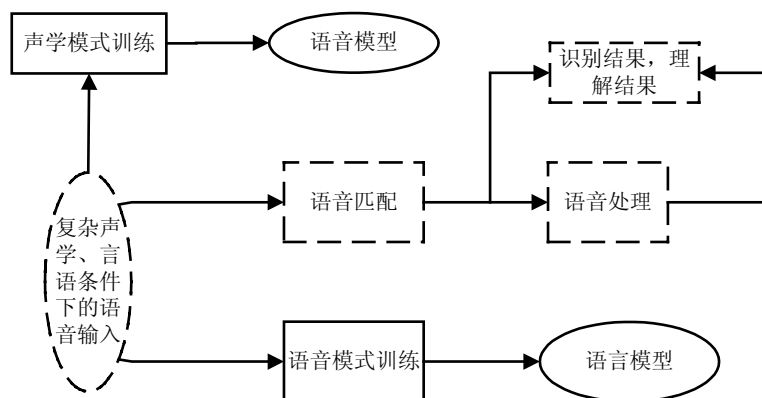 声学模式训练
语音模型
识别结果，理
解结果
复杂声
学、言
语条件
下的语
音输入
语音匹配
语音处理
语音模式训练
语言模型